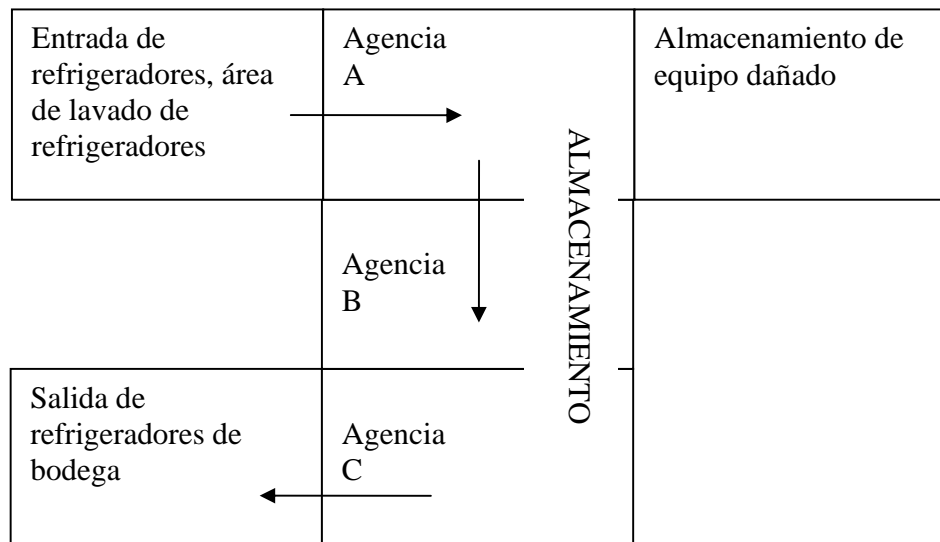 Entrada de
refrigeradores, área
de lavado de
refrigeradores
Agencia
A
Almacenamiento de
equipo dañado
ALMACENAMIENTO
Agencia
B
Salida de
refrigeradores de
bodega
Agencia
C